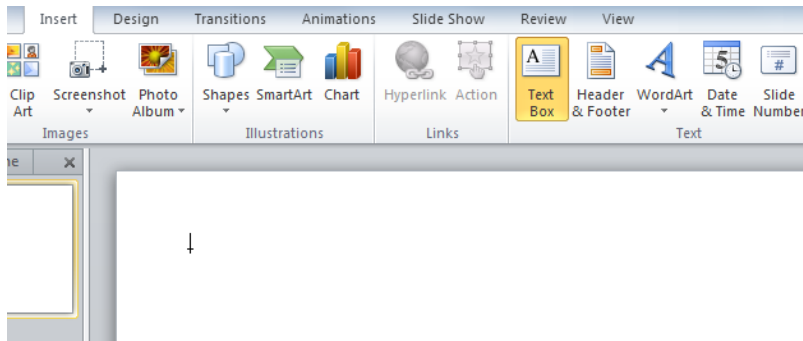 Insert Design Transitions Animations Slide Show Review View
Clip Art
Screenshot
Photo Album
Shapes
SmartArt
Chart
Hyperlink
Action
A
Text Box
Header & Footer
A
WordArt
5
Date & Time
#
Slide Number
Images Illustrations Links Text